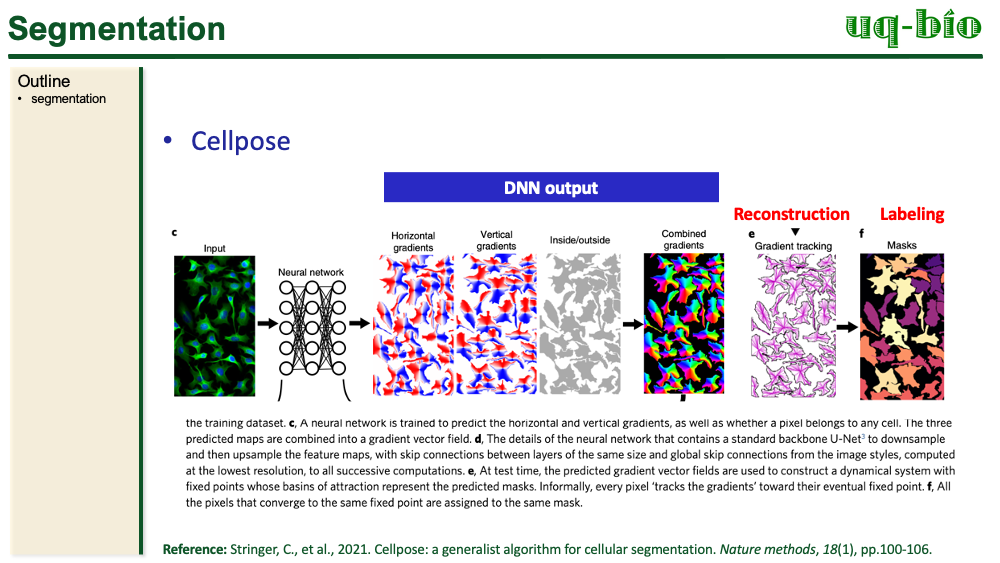 Segmentation
uq-bio
Outline
• segmentation
• Cellpose
DNN output
Reconstruction
Labeling
c
Input
Neural network
Horizontal
gradients
Vertical
gradients
Inside/outside
Combined
gradients
e
Gradient tracking
f
Masks
the training dataset. c, A neural network is trained to predict the horizontal and vertical gradients, as well as whether a pixel belongs to any cell. The three
predicted maps are combined into a gradient vector field. d, The details of the neural network that contains a standard backbone U-Net3 to downsample
and then upsample the feature maps, with skip connections between layers of the same size and global skip connections from the image styles, computed
at the lowest resolution, to all successive computations. e, At test time, the predicted gradient vector fields are used to construct a dynamical system with
fixed points whose basins of attraction represent the predicted masks. Informally, every pixel ‘tracks the gradients’ toward their eventual fixed point. f, All
the pixels that converge to the same fixed point are assigned to the same mask.
Reference: Stringer, C., et al., 2021. Cellpose: a generalist algorithm for cellular segmentation. Nature methods, 18(1), pp.100-106.